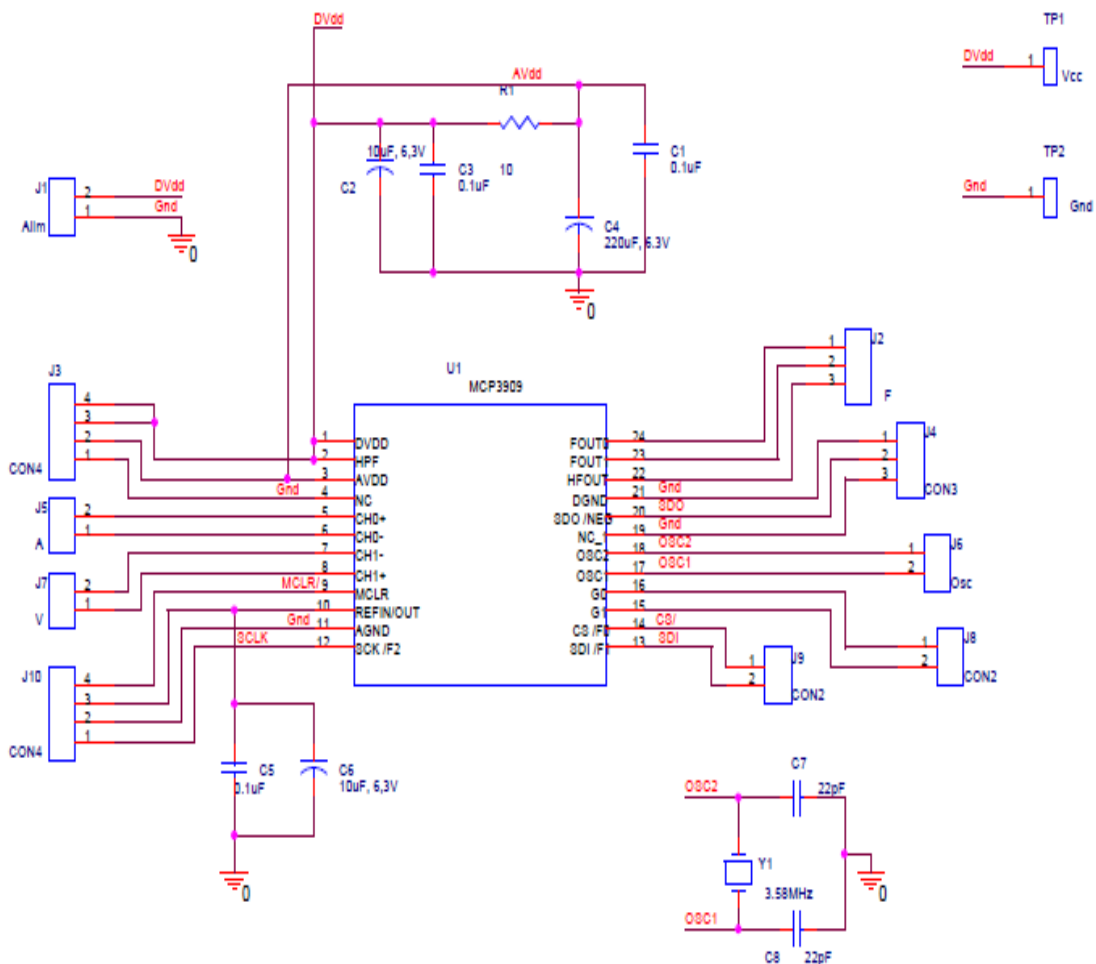 DVdd
TP1
AVdd
DVdd
1
Vcc
R1
10uF, 6,3V
C2
C3
0.1uF
10
C1
0.1uF
TP2
J1
2
DVdd
1
Gnd
Alim
0
Gnd
1
Gnd
C4
220uF, 6.3V
0
J3
4
3
2
1
CON4
U1
MCP3909
1
2
3
J2
F
1 DVDD
2 HPF
3 AVDD
Gnd
4 NC
5 CH0+
6 CH0-
7 CH1-
8 CH1+
MCLR/
9 MCLR
10 REFIN/OUT
Gnd
11 AGND
SCLK
12 SCK /F2
FOUT0 24
FOUT 23
HFOUT 22
DGND 21
Gnd
SDO /NEG 20
SDO
NC_1 19
Gnd
OSC2 18
OSC2
OSC 17
OSC1
G0 16
G1 15
CS /F0 14
CS/
SDI /F1 13
SDI
J4
1
2
3
CON3
J5
2
1
A
J7
2
1
V
J6
1
2
Osc
J8
1
2
CON2
J9
1
2
CON2
J10
4
3
2
1
CON4
C5
0.1uF
C6
10uF, 6,3V
0
C7
22pF
OSC2
Y1
3.58MHz
0
OSC1
C8
22pF